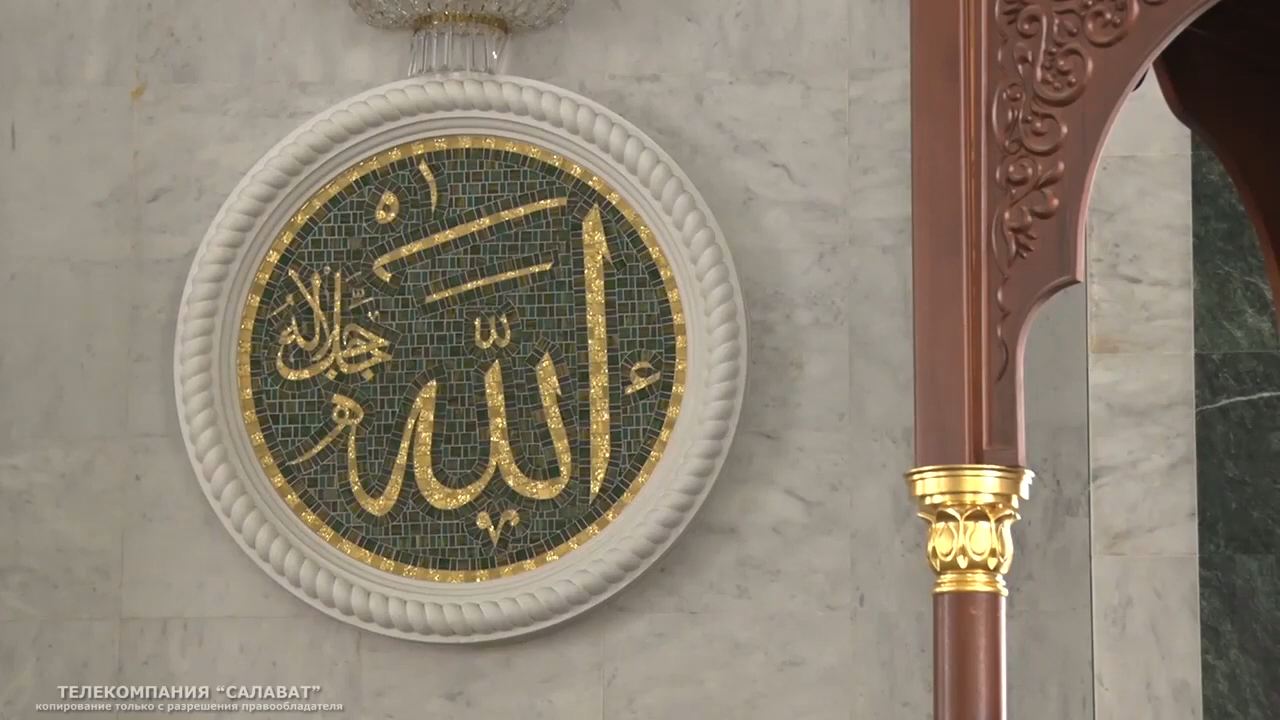 الله
جل جلاله
ТЕЛЕКОМПАНИЯ “САЛАВАТ”
копирование только с разрешения правообладателя